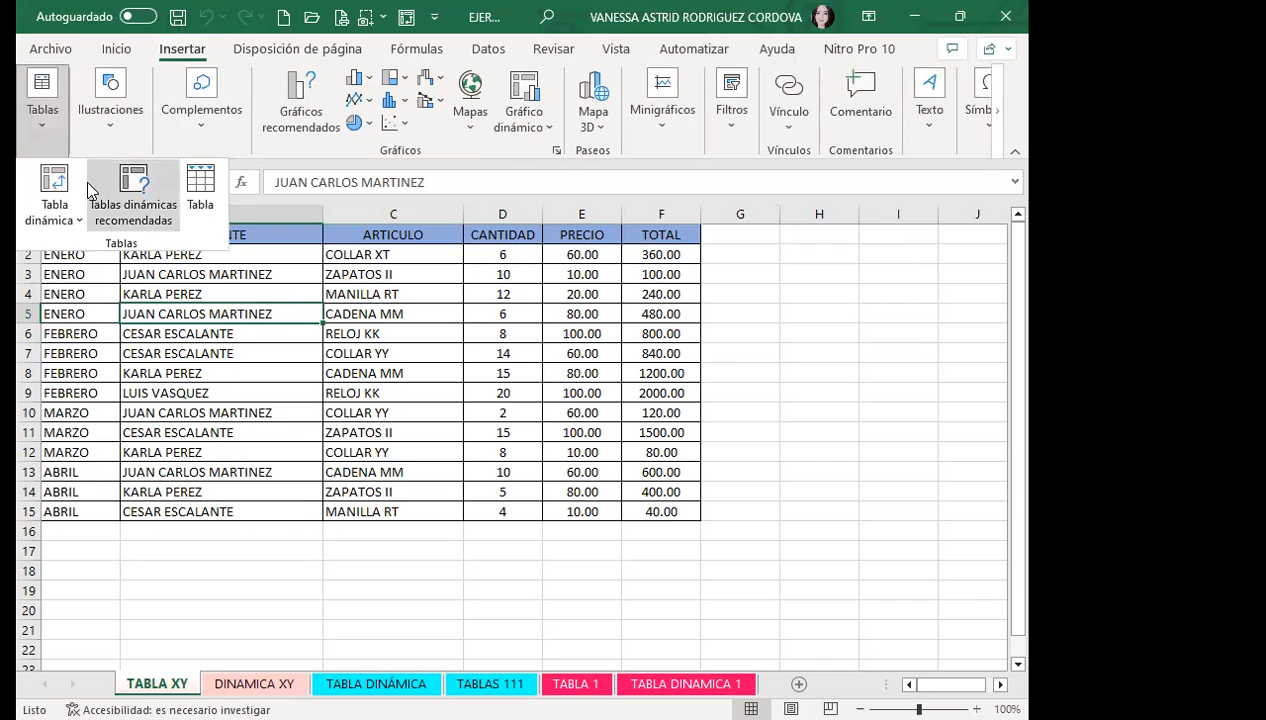 Autoguardado EJER... VANESSA ASTRID RODRIGUEZ CORDOVA
Archivo Inicio Insertar Disposición de página Fórmulas Datos Revisar Vista Automatizar Ayuda Nitro Pro 10
Tablas Ilustraciones Complementos Gráficos recomendados Mapas Gráfico dinámico Mapa 3D Minigráficos Filtros Vínculo Comentario Texto Símb
Gráficos Paseos Vínculos Comentarios
Tabla dinámica Tablas dinámicas recomendadas Tabla
Tablas
fx JUAN CARLOS MARTINEZ
C D E F G H I J
NTE ARTICULO CANTIDAD PRECIO TOTAL
2 ENERO KARLA PEREZ COLLAR XT 6 60.00 360.00
3 ENERO JUAN CARLOS MARTINEZ ZAPATOS II 10 10.00 100.00
4 ENERO KARLA PEREZ MANILLA RT 12 20.00 240.00
5 ENERO JUAN CARLOS MARTINEZ CADENA MM 6 80.00 480.00
6 FEBRERO CESAR ESCALANTE RELOJ KK 8 100.00 800.00
7 FEBRERO CESAR ESCALANTE COLLAR YY 14 60.00 840.00
8 FEBRERO KARLA PEREZ CADENA MM 15 80.00 1200.00
9 FEBRERO LUIS VASQUEZ RELOJ KK 20 100.00 2000.00
10 MARZO JUAN CARLOS MARTINEZ COLLAR YY 2 60.00 120.00
11 MARZO CESAR ESCALANTE ZAPATOS II 15 100.00 1500.00
12 MARZO KARLA PEREZ COLLAR YY 8 10.00 80.00
13 ABRIL JUAN CARLOS MARTINEZ CADENA MM 10 60.00 600.00
14 ABRIL KARLA PEREZ ZAPATOS II 5 80.00 400.00
15 ABRIL CESAR ESCALANTE MANILLA RT 4 10.00 40.00
16
17
18
19
20
21
22
23
TABLA XY DINAMICA XY TABLA DINÁMICA TABLAS 111 TABLA 1 TABLA DINAMICA 1
Listo Accesibilidad: es necesario investigar 100%